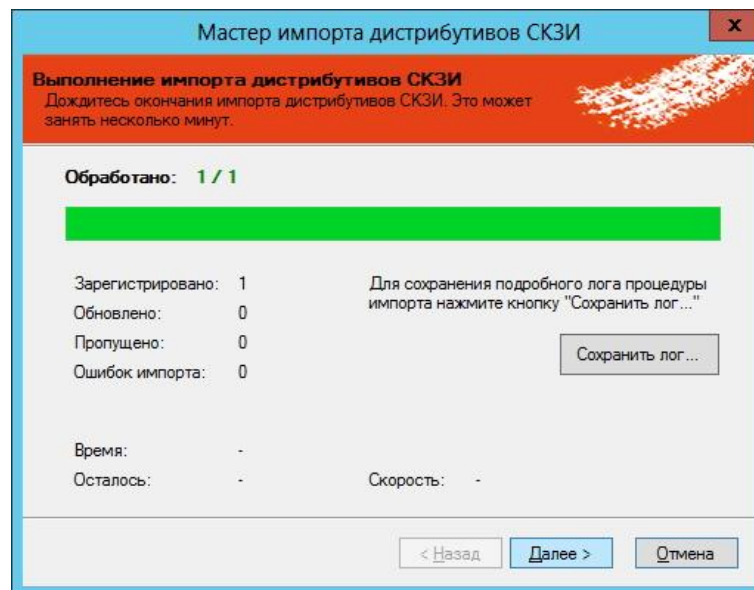 Мастер импорта дистрибутивов СКЗИ
x
Выполнение импорта дистрибутивов СКЗИ
Дождитесь окончания импорта дистрибутивов СКЗИ. Это может
занять несколько минут.
Обработано: 1 / 1
Зарегистрировано: 1
Обновлено: 0
Пропущено: 0
Ошибок импорта: 0
Для сохранения подробного лога процедуры
импорта нажмите кнопку "Сохранить лог..."
Сохранить лог...
Время: -
Осталось: - Скорость: -
< Назад Далее > Отмена